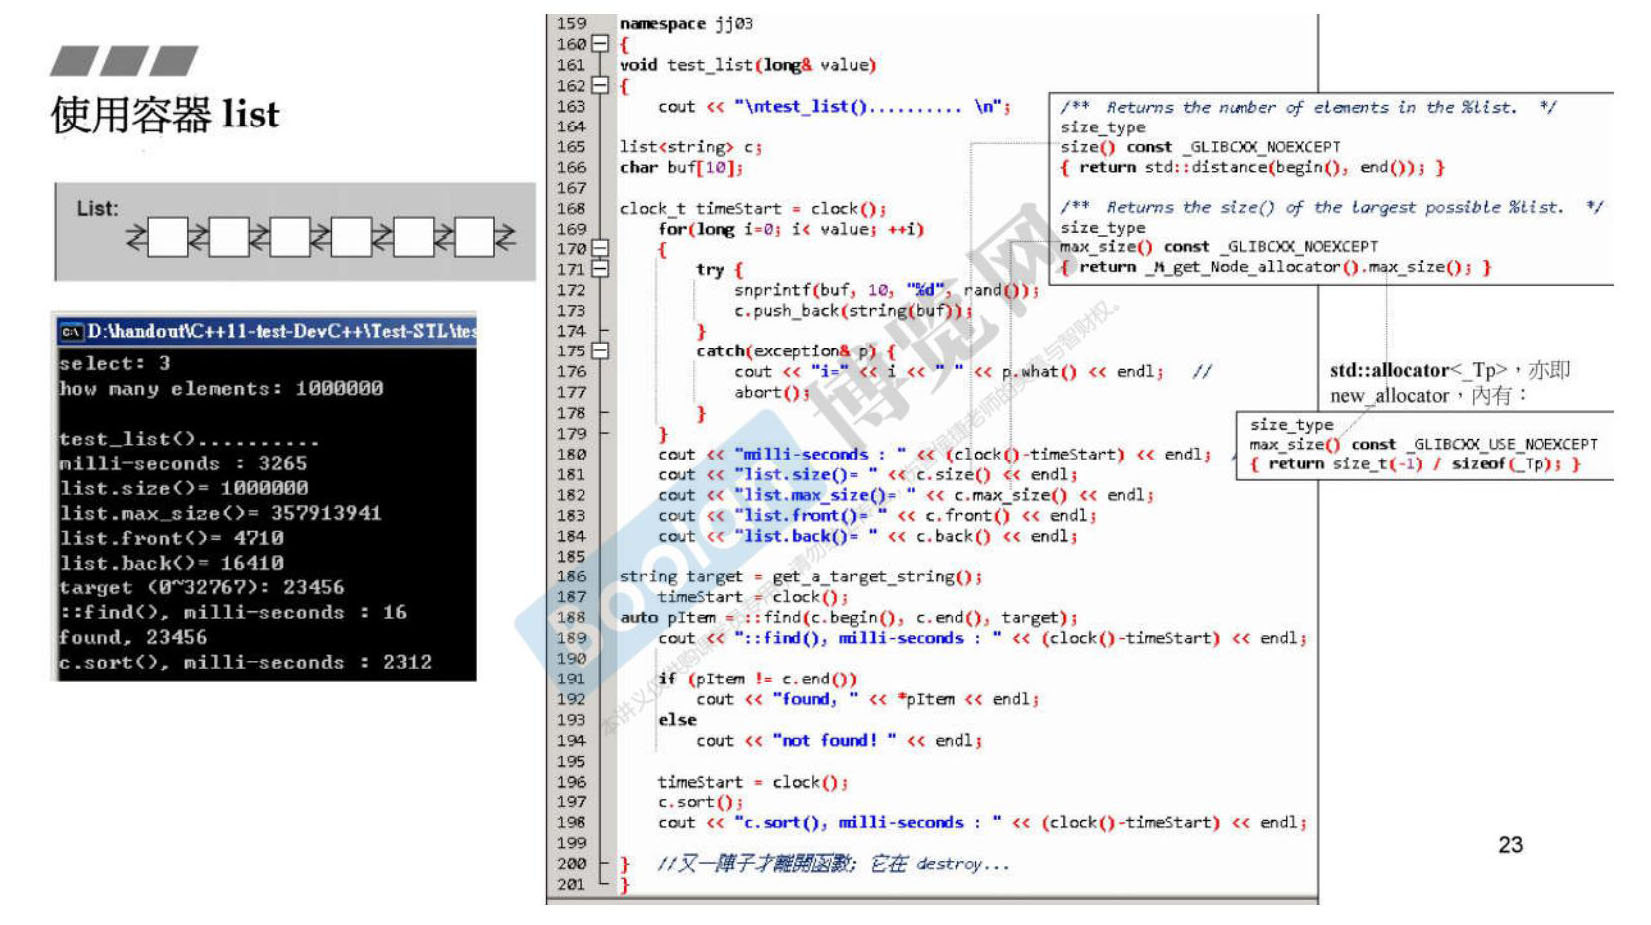 使用容器 list
List:
D:\handout\C++11-test-DevC++\Test-STL\tes
select: 3
how many elements: 1000000
test_list()..........
milli-seconds : 3265
list.size()= 1000000
list.max_size()= 357913941
list.front()= 4710
list.back()= 16410
target (0~32767): 23456
::find(), milli-seconds : 16
found, 23456
c.sort(), milli-seconds : 2312
159 namespace jj03
160 {
161 void test_list(long& value)
162 {
163 cout << "\ntest_list().......... \n";
164
165 list<string> c;
166 char buf[10];
167
168 clock_t timeStart = clock();
169 for(long i=0; i< value; ++i)
170 {
171 try {
172 snprintf(buf, 10, "%d", rand());
173 c.push_back(string(buf));
174 }
175 catch(exception& p) {
176 cout << "i=" << i << " " << p.what() << endl; //
177 abort();
178 }
179 }
180 cout << "milli-seconds : " << (clock()-timeStart) << endl; /
181 cout << "list.size()= " << c.size() << endl;
182 cout << "list.max_size()= " << c.max_size() << endl;
183 cout << "list.front()= " << c.front() << endl;
184 cout << "list.back()= " << c.back() << endl;
185
186 string target = get_a_target_string();
187 timeStart = clock();
188 auto pItem = ::find(c.begin(), c.end(), target);
189 cout << "::find(), milli-seconds : " << (clock()-timeStart) << endl;
190
191 if (pItem != c.end())
192 cout << "found, " << *pItem << endl;
193 else
194 cout << "not found! " << endl;
195
196 timeStart = clock();
197 c.sort();
198 cout << "c.sort(), milli-seconds : " << (clock()-timeStart) << endl;
199
200 } //又一陣子才離開函數; 它在 destroy...
201 }
/** Returns the number of elements in the %list. */
size_type
size() const _GLIBCXX_NOEXCEPT
{ return std::distance(begin(), end()); }
/** Returns the size() of the largest possible %list. */
size_type
max_size() const _GLIBCXX_NOEXCEPT
{ return _M_get_Node_allocator().max_size(); }
std::allocator<_Tp>，亦即
new_allocator，內有：
size_type
max_size() const _GLIBCXX_USE_NOEXCEPT
{ return size_t(-1) / sizeof(_Tp); }
Boolan
博览网
23